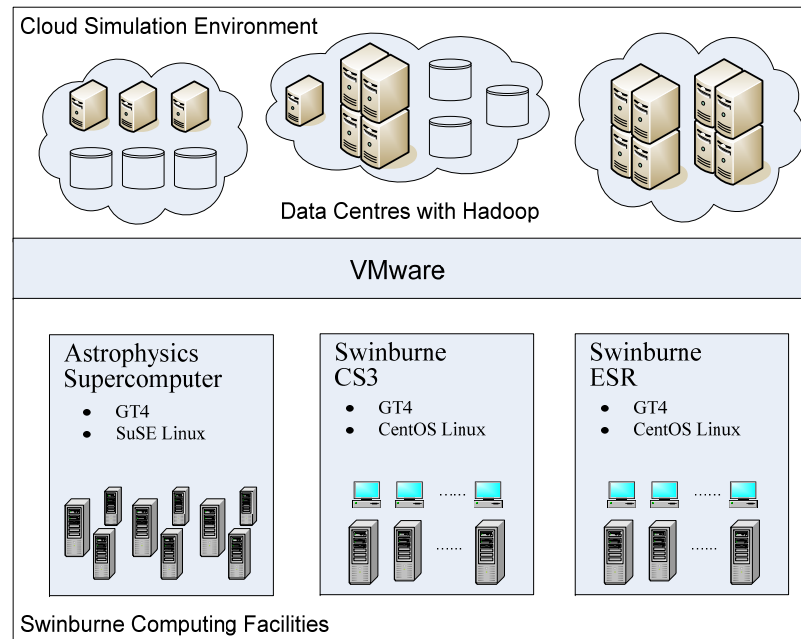 Cloud Simulation Environment
Data Centres with Hadoop
VMware
Astrophysics
Supercomputer
● GT4
● SuSE Linux
Swinburne
CS3
● GT4
● CentOS Linux
......
......
Swinburne
ESR
● GT4
● CentOS Linux
......
......
Swinburne Computing Facilities